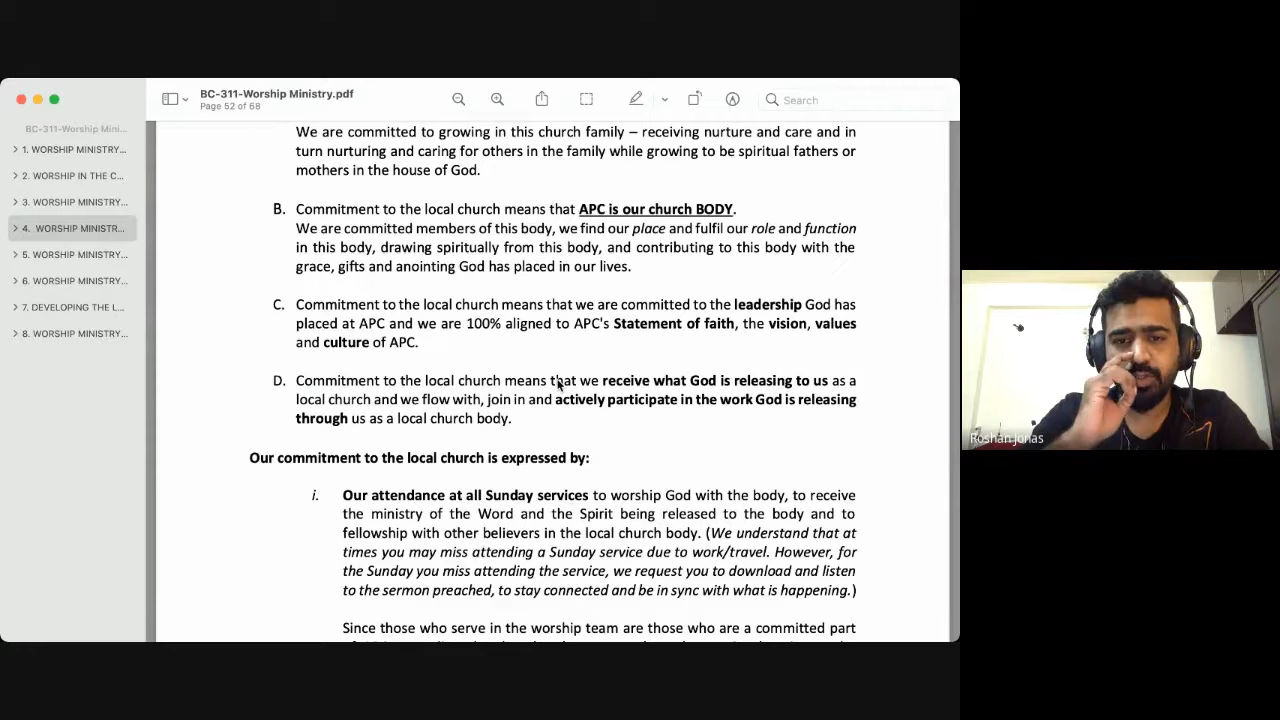 BC-311-Worship Ministry.pdf
Page 52 of 68
Search
BC-311-Worship Mini...
1. WORSHIP MINISTRY...
2. WORSHIP IN THE C...
3. WORSHIP MINISTRY...
4. WORSHIP MINISTR...
5. WORSHIP MINISTRY...
6. WORSHIP MINISTRY...
7. DEVELOPING THE L...
8. WORSHIP MINISTRY...
We are committed to growing in this church family – receiving nurture and care and in
turn nurturing and caring for others in the family while growing to be spiritual fathers or
mothers in the house of God.
B. Commitment to the local church means that APC is our church BODY.
We are committed members of this body, we find our place and fulfil our role and function
in this body, drawing spiritually from this body, and contributing to this body with the
grace, gifts and anointing God has placed in our lives.
C. Commitment to the local church means that we are committed to the leadership God has
placed at APC and we are 100% aligned to APC's Statement of faith, the vision, values
and culture of APC.
D. Commitment to the local church means that we receive what God is releasing to us as a
local church and we flow with, join in and actively participate in the work God is releasing
through us as a local church body.
Our commitment to the local church is expressed by:
i. Our attendance at all Sunday services to worship God with the body, to receive
the ministry of the Word and the Spirit being released to the body and to
fellowship with other believers in the local church body. (We understand that at
times you may miss attending a Sunday service due to work/travel. However, for
the Sunday you miss attending the service, we request you to download and listen
to the sermon preached, to stay connected and be in sync with what is happening.)
Since those who serve in the worship team are those who are a committed part
Roshan Jonas